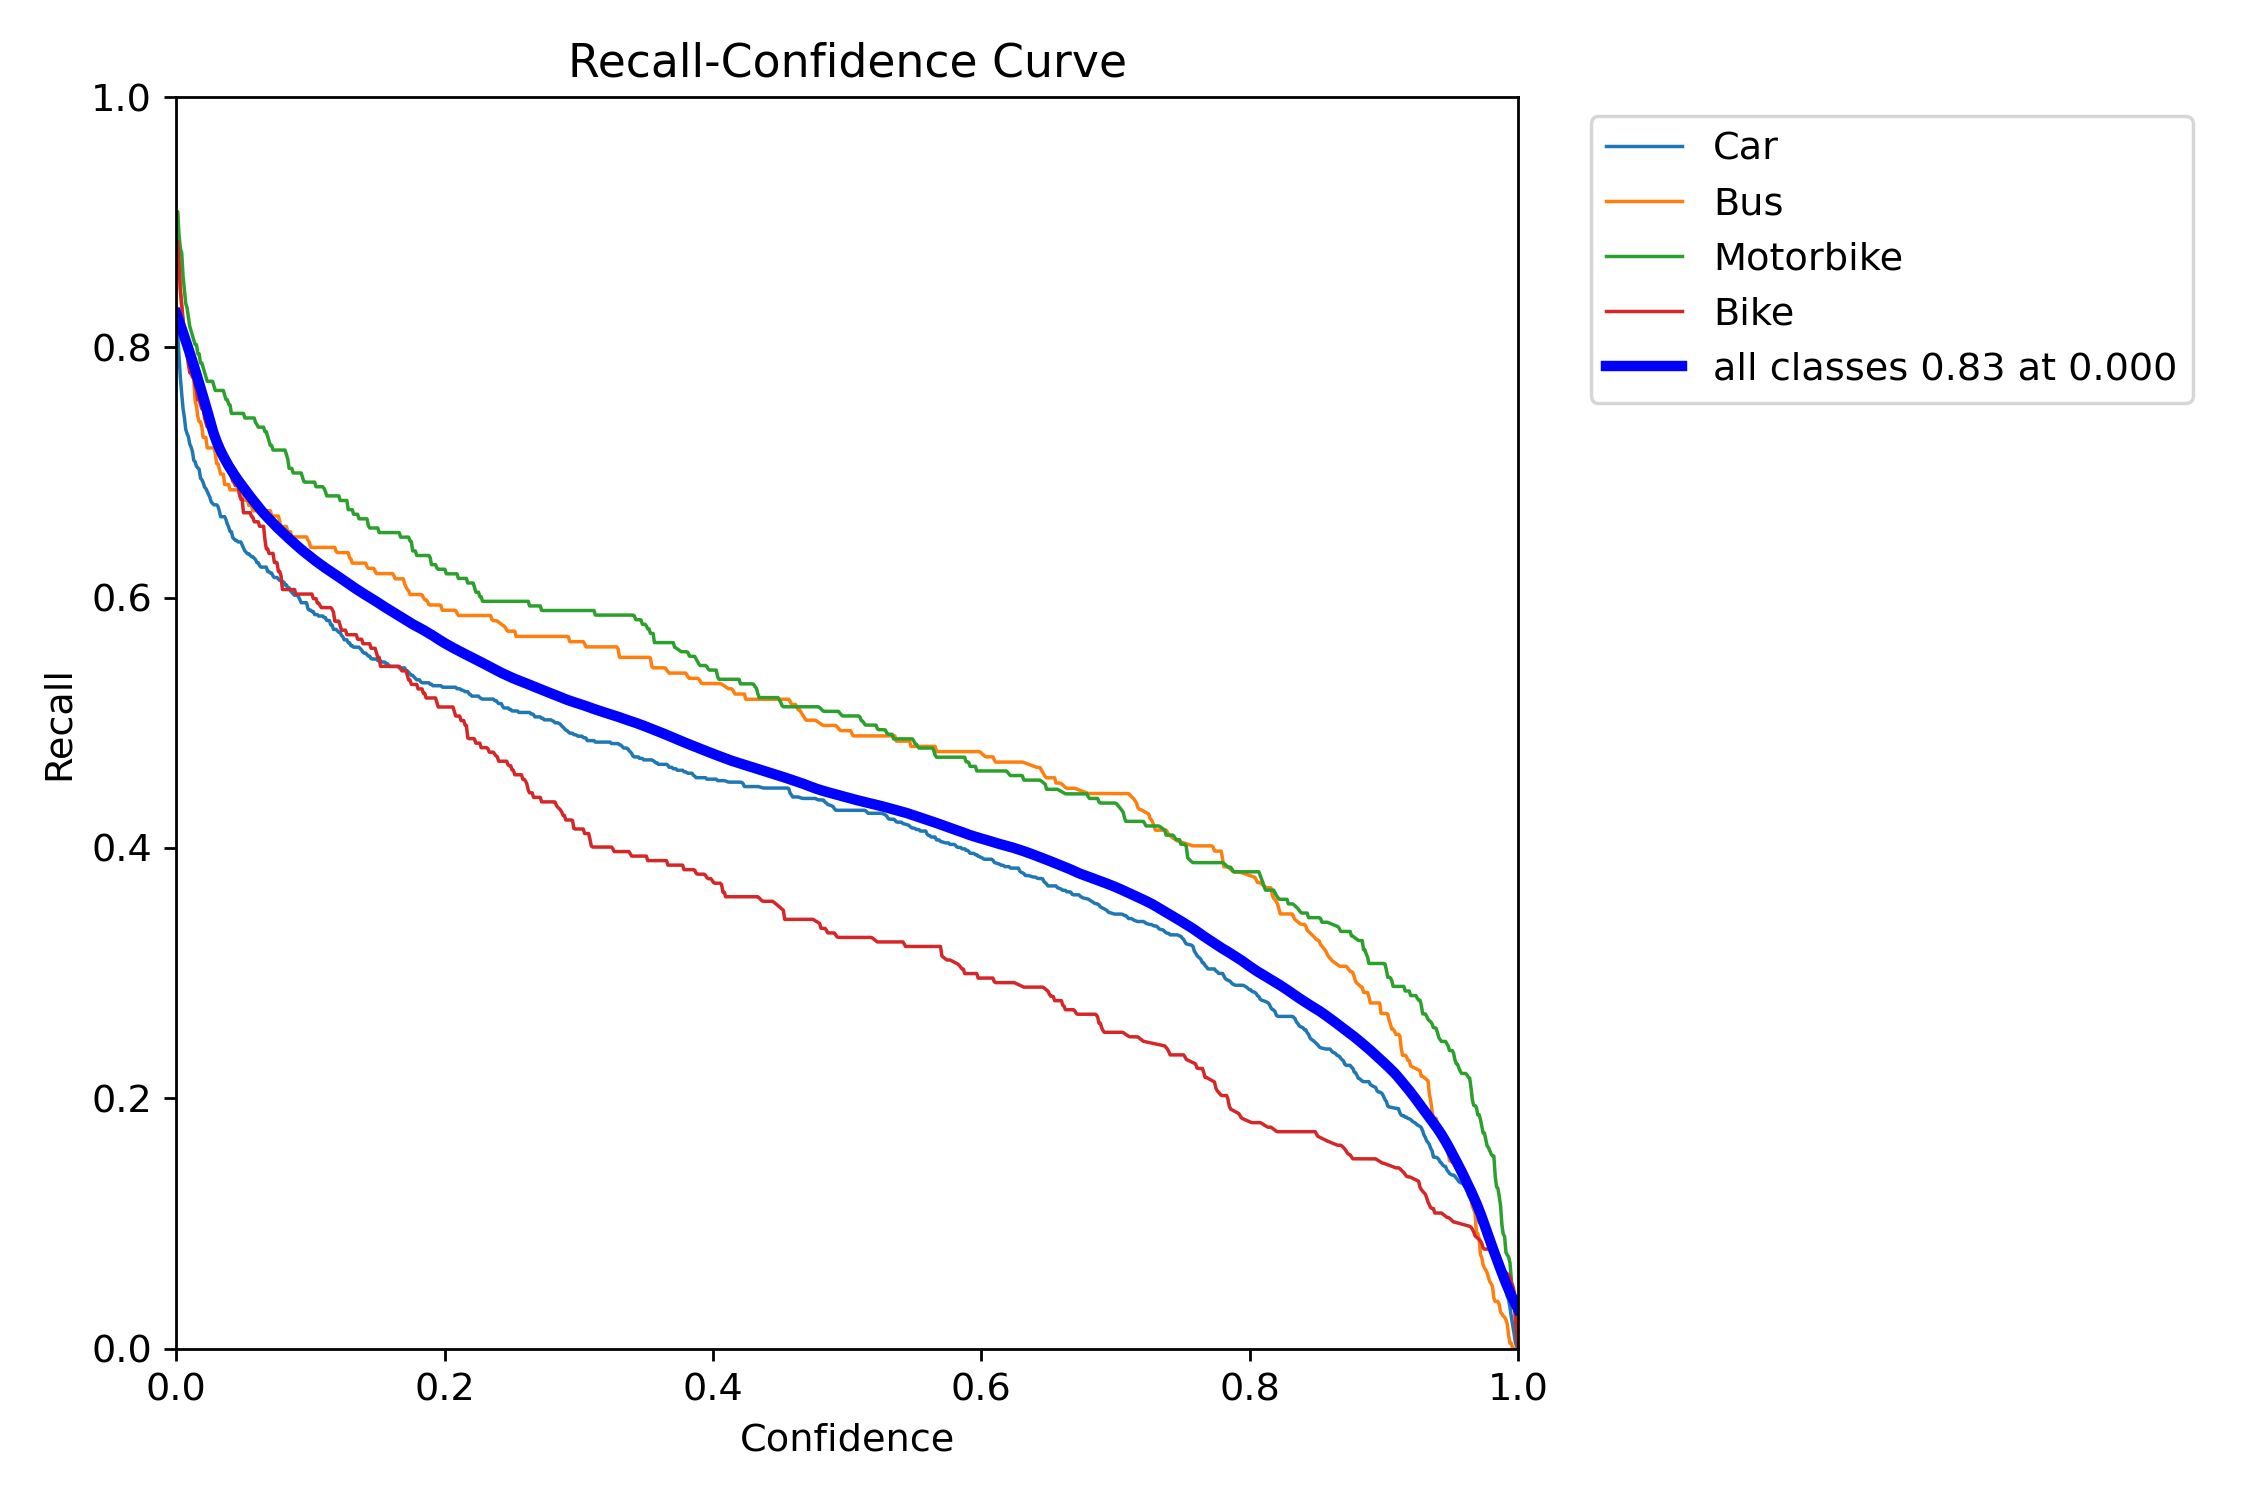 Recall-Confidence Curve
1.0
0.8
0.6
0.4
0.2
0.0
Recall
0.0 0.2 0.4 0.6 0.8 1.0
Confidence
Car
Bus
Motorbike
Bike
all classes 0.83 at 0.000